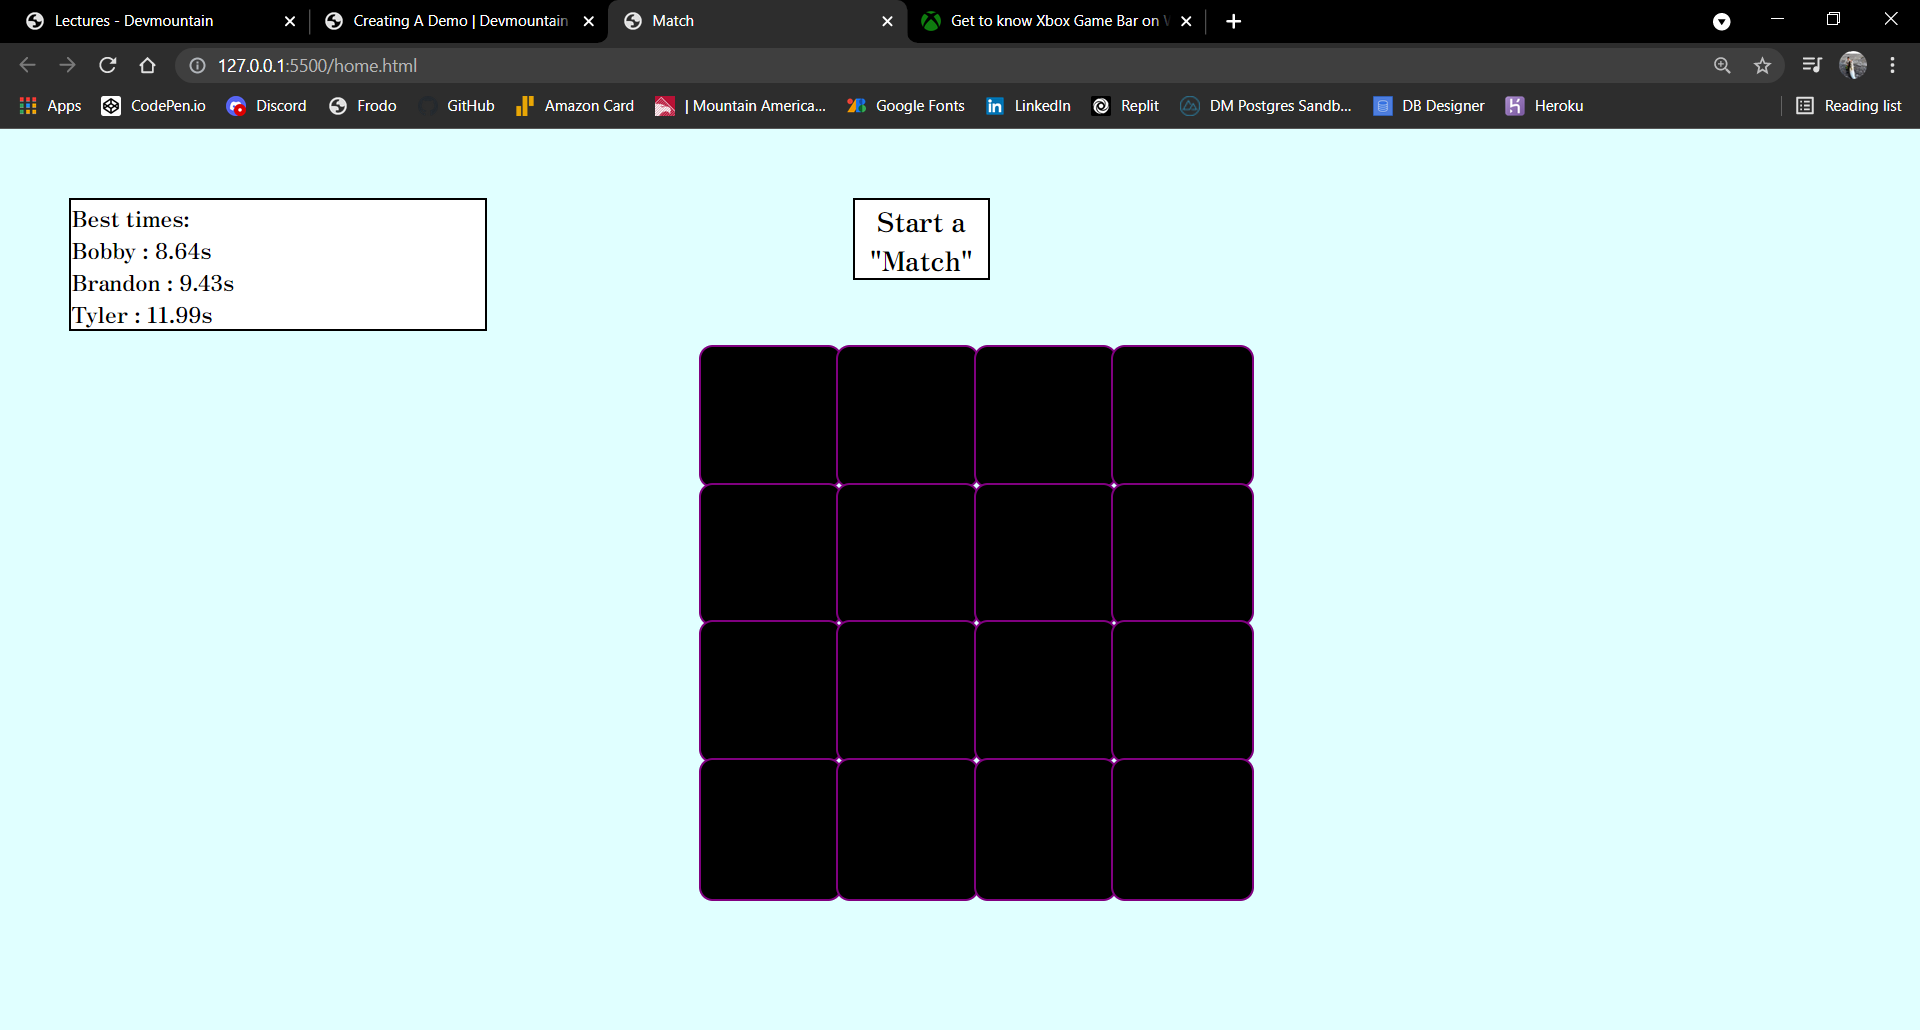 Lectures - Devmountain
Creating A Demo | Devmountain
Match
Get to know Xbox Game Bar on
127.0.0.1:5500/home.html
Apps
CodePen.io
Discord
Frodo
GitHub
Amazon Card
| Mountain America...
Google Fonts
LinkedIn
Replit
DM Postgres Sandb...
DB Designer
Heroku
Reading list
Best times:
Bobby : 8.64s
Brandon : 9.43s
Tyler : 11.99s
Start a
"Match"